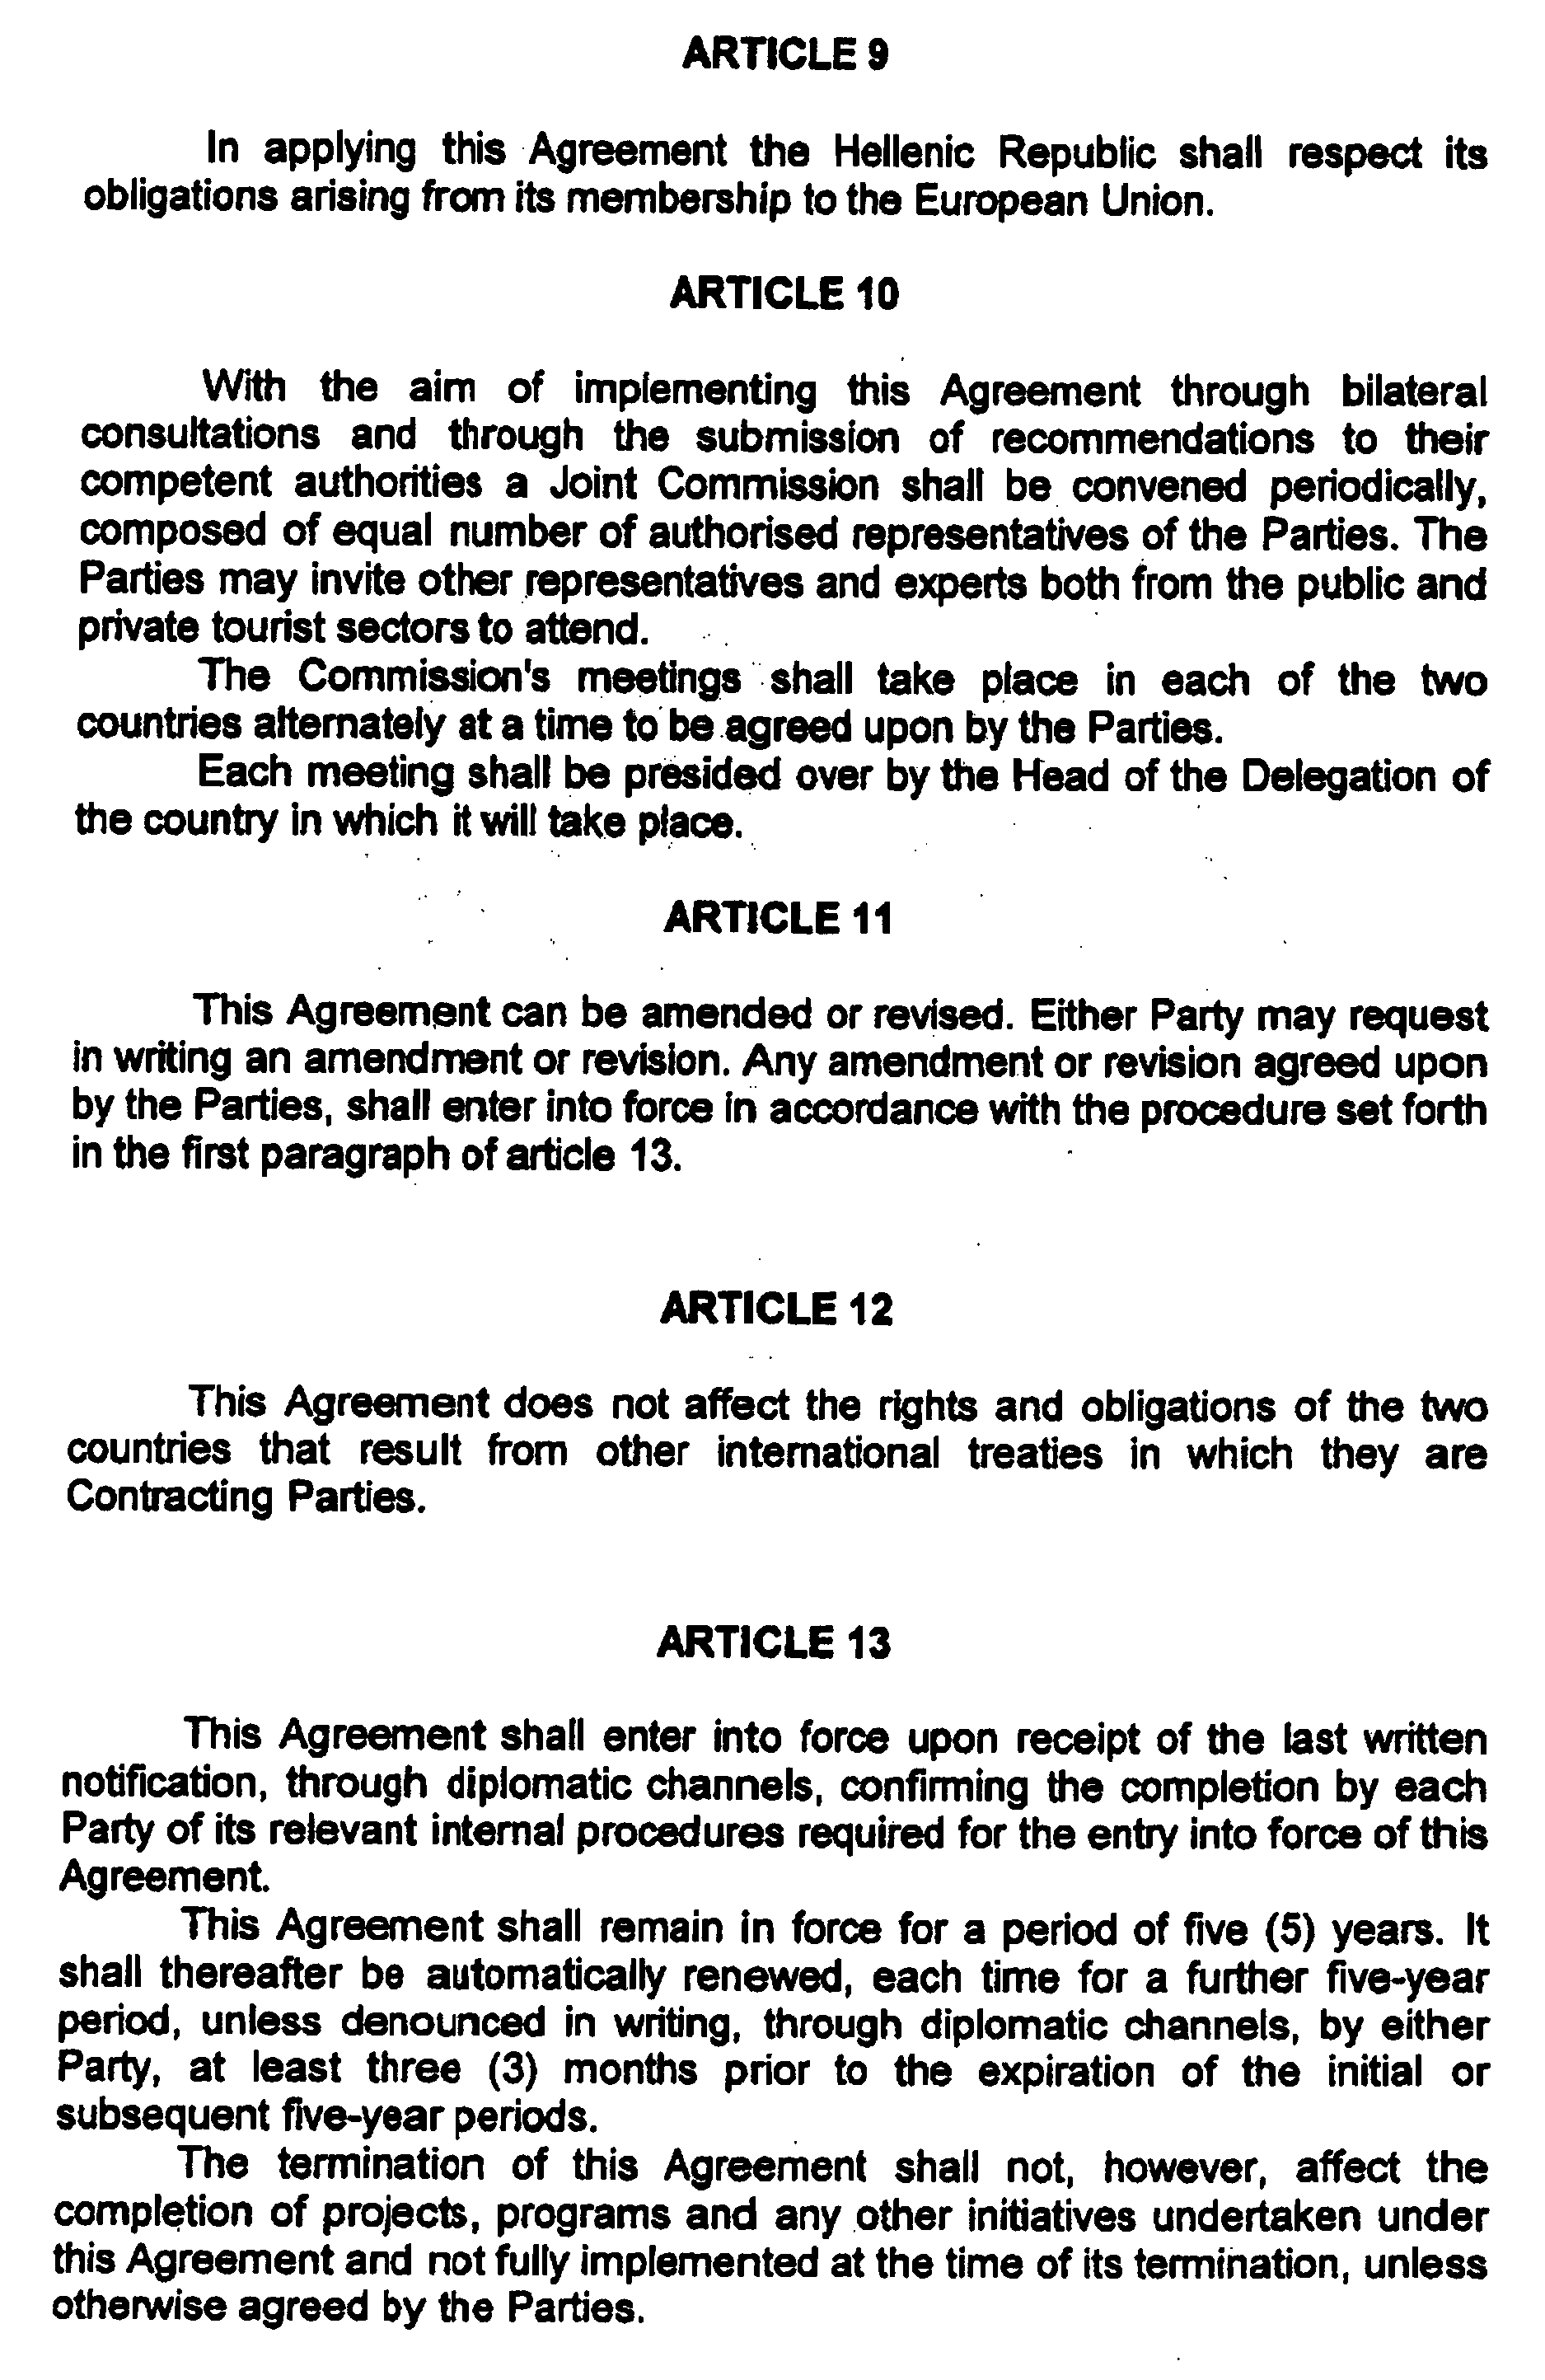 ARTICLE 9
In applying this Agreement the Hellenic Republic shall respect its
obligations arising from its membership to the European Union.
ARTICLE 10
With the aim of implementing this Agreement through bilateral
consultations and through the submission of recommendations to their
competent authorities a Joint Commission shall be convened periodically,
composed of equal number of authorised representatives of the Parties. The
Parties may invite other representatives and experts both from the public and
private tourist sectors to attend.
The Commission's meetings shall take place in each of the two
countries alternately at a time to be agreed upon by the Parties.
Each meeting shall be presided over by the Head of the Delegation of
the country in which it will take place.
ARTICLE 11
This Agreement can be amended or revised. Either Party may request
in writing an amendment or revision. Any amendment or revision agreed upon
by the Parties, shall enter into force in accordance with the procedure set forth
in the first paragraph of article 13.
ARTICLE 12
This Agreement does not affect the rights and obligations of the two
countries that result from other international treaties in which they are
Contracting Parties.
ARTICLE 13
This Agreement shall enter into force upon receipt of the last written
notification, through diplomatic channels, confirming the completion by each
Party of its relevant internal procedures required for the entry into force of this
Agreement.
This Agreement shall remain in force for a period of five (5) years. It
shall thereafter be automatically renewed, each time for a further five-year
period, unless denounced in writing, through diplomatic channels, by either
Party, at least three (3) months prior to the expiration of the initial or
subsequent five-year periods.
The termination of this Agreement shall not, however, affect the
completion of projects, programs and any other initiatives undertaken under
this Agreement and not fully implemented at the time of its termination, unless
otherwise agreed by the Parties.